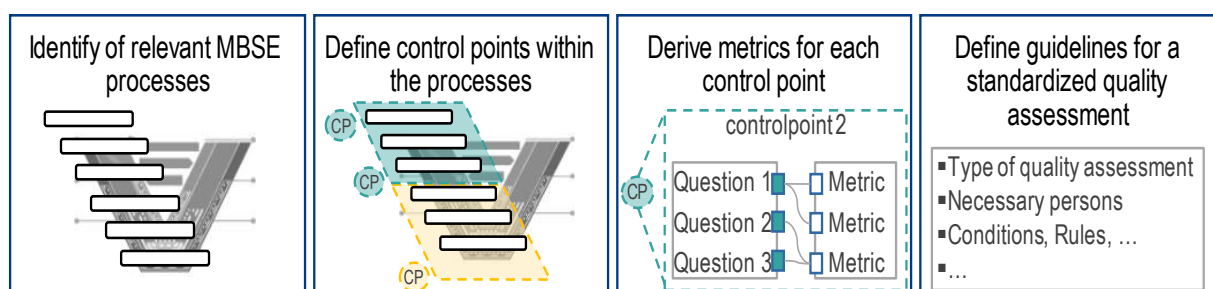 Identify of relevant MBSE
processes
Define control points within
the processes
CP
CP
CP
Derive metrics for each
control point
controlpoint 2
CP
Question 1
Metric
Question 2
Metric
Question 3
Metric
Define guidelines for a
standardized quality
assessment
▪Type of quality assessment
▪Necessary persons
▪Conditions, Rules, …
▪…